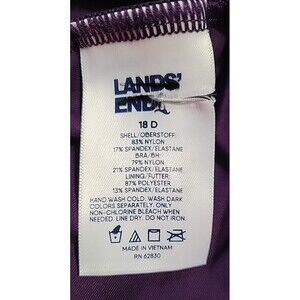 LANDS'
END
18 D
SHELL/OBERSTOFF:
83% NYLON
17% SPANDEX/ELASTANE
BRA/BH:
79% NYLON
21% SPANDEX/ELASTANE
LINING/FUTTER:
87% POLYESTER
13% SPANDEX/ELASTANE
HAND WASH COLD. WASH DARK
COLORS SEPARATELY. ONLY
NON-CHLORINE BLEACH WHEN
NEEDED. LINE DRY. DO NOT IRON.
MADE IN VIETNAM
RN 62830